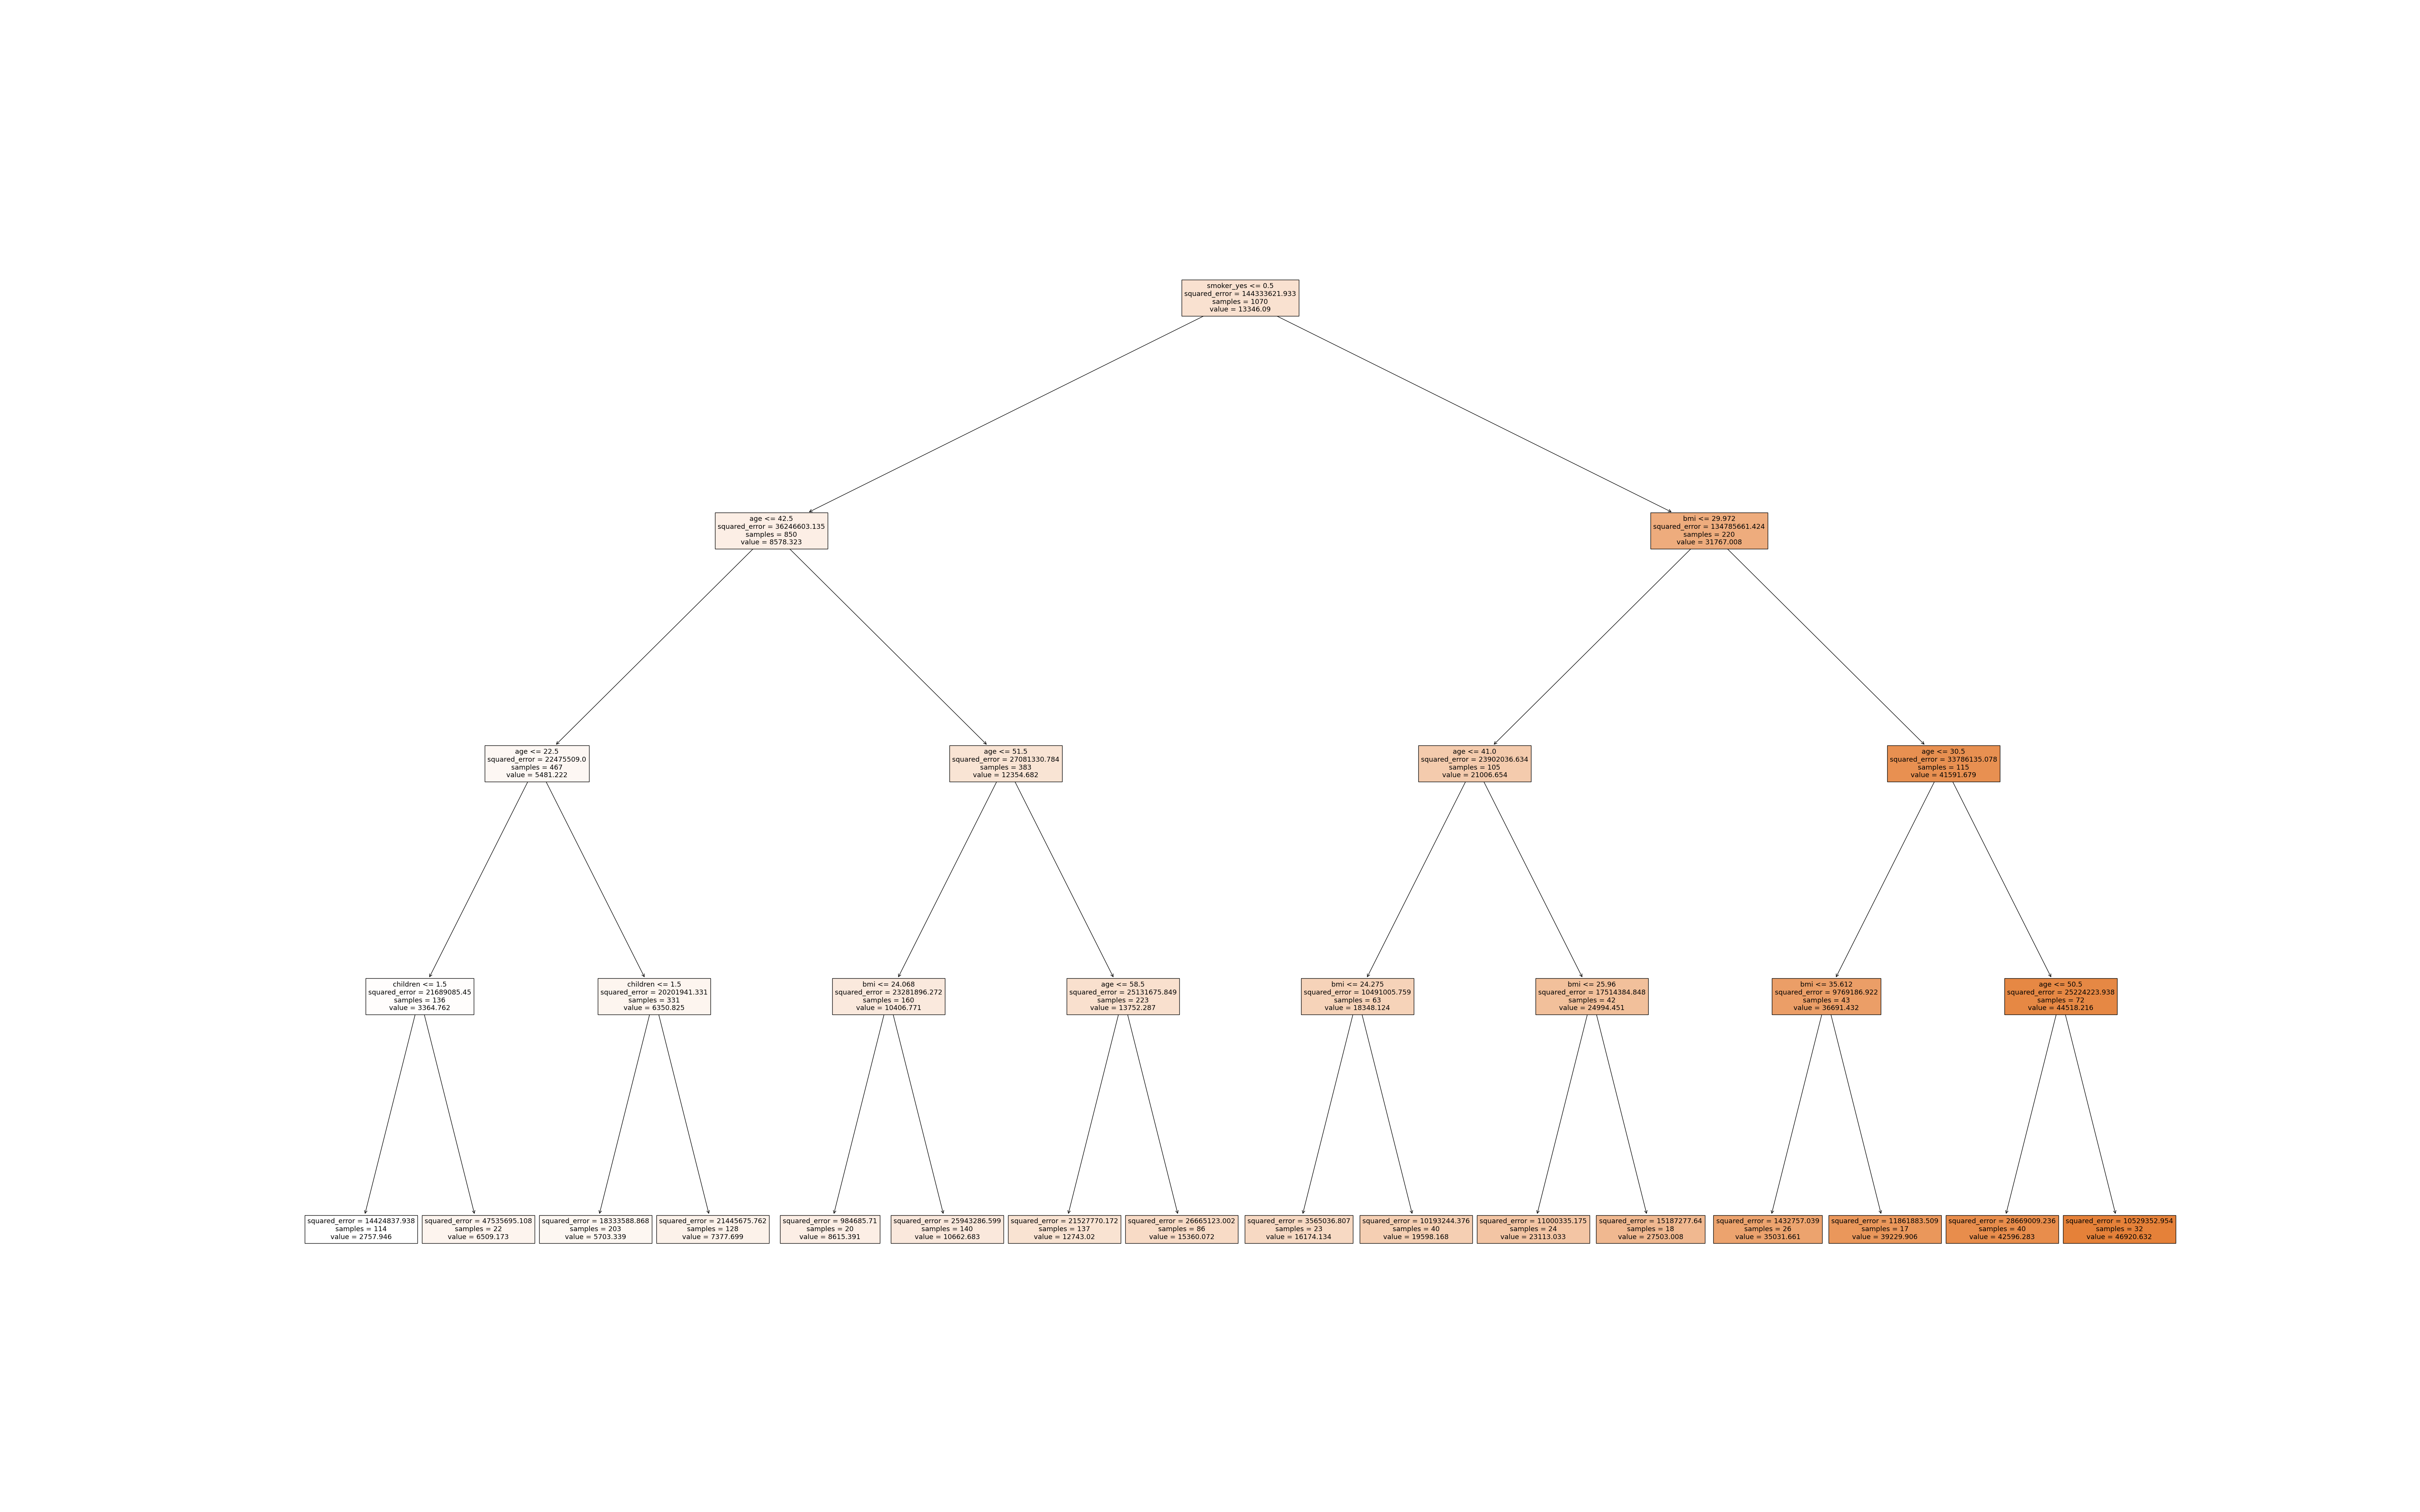 smoker_yes <= 0.5
squared_error = 144333621.933
samples = 1070
value = 13346.09
age <= 42.5
squared_error = 36246603.135
samples = 850
value = 8578.323
bmi <= 29.972
squared_error = 134785661.424
samples = 220
value = 31767.008
age <= 22.5
squared_error = 22475509.0
samples = 467
value = 5481.222
age <= 51.5
squared_error = 27081330.784
samples = 383
value = 12354.682
age <= 41.0
squared_error = 23902036.634
samples = 105
value = 21006.654
age <= 30.5
squared_error = 33786135.078
samples = 115
value = 41591.679
children <= 1.5
squared_error = 21689085.45
samples = 136
value = 3364.762
children <= 1.5
squared_error = 20201941.331
samples = 331
value = 6350.825
bmi <= 24.068
squared_error = 23281896.272
samples = 160
value = 10406.771
age <= 58.5
squared_error = 25131675.849
samples = 223
value = 13752.287
bmi <= 24.275
squared_error = 10491005.759
samples = 63
value = 18348.124
bmi <= 25.96
squared_error = 17514384.848
samples = 42
value = 24994.451
bmi <= 35.612
squared_error = 9769186.922
samples = 43
value = 36691.432
age <= 50.5
squared_error = 25224223.938
samples = 72
value = 44518.216
squared_error = 14424837.938
samples = 114
value = 2757.946
squared_error = 47535695.108
samples = 22
value = 6509.173
squared_error = 18333588.868
samples = 203
value = 5703.339
squared_error = 21445675.762
samples = 128
value = 7377.699
squared_error = 984685.71
samples = 20
value = 8615.391
squared_error = 25943286.599
samples = 140
value = 10662.683
squared_error = 21527770.172
samples = 137
value = 12743.02
squared_error = 26665123.002
samples = 86
value = 15360.072
squared_error = 3565036.807
samples = 23
value = 16174.134
squared_error = 10193244.376
samples = 40
value = 19598.168
squared_error = 11000335.175
samples = 24
value = 23113.033
squared_error = 15187277.64
samples = 18
value = 27503.008
squared_error = 1432757.039
samples = 26
value = 35031.661
squared_error = 11861883.509
samples = 17
value = 39229.906
squared_error = 28669009.236
samples = 40
value = 42596.283
squared_error = 10529352.954
samples = 32
value = 46920.632